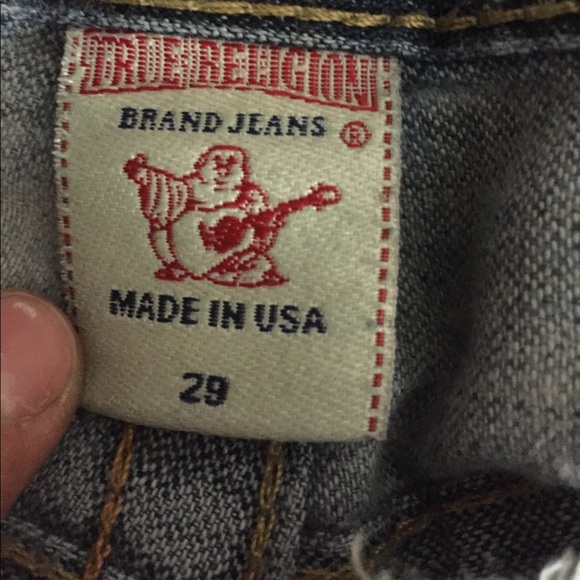 TRUE RELIGION
BRAND JEANS ®
MADE IN USA
29